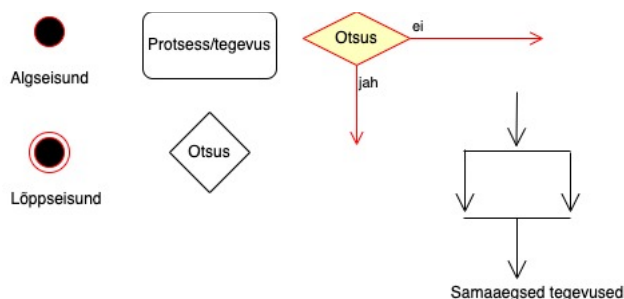 Protsess/tegevus
Otsus
ei
jah
Algseisund
Otsus
Lõppseisund
Samaaegsed tegevused